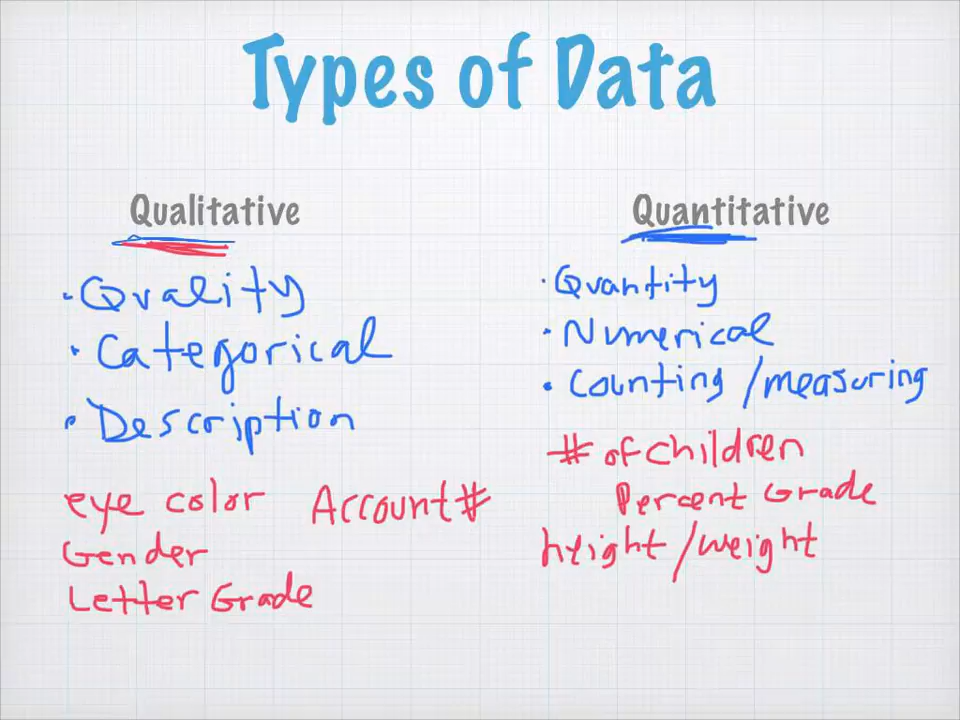 Types of Data
Qualitative
• Quality
• Categorical
• Description
eye color
Account #
Gender
Letter Grade
Quantitative
• Quantity
• Numerical
• Counting / measuring
# of children
Percent Grade
height / weight